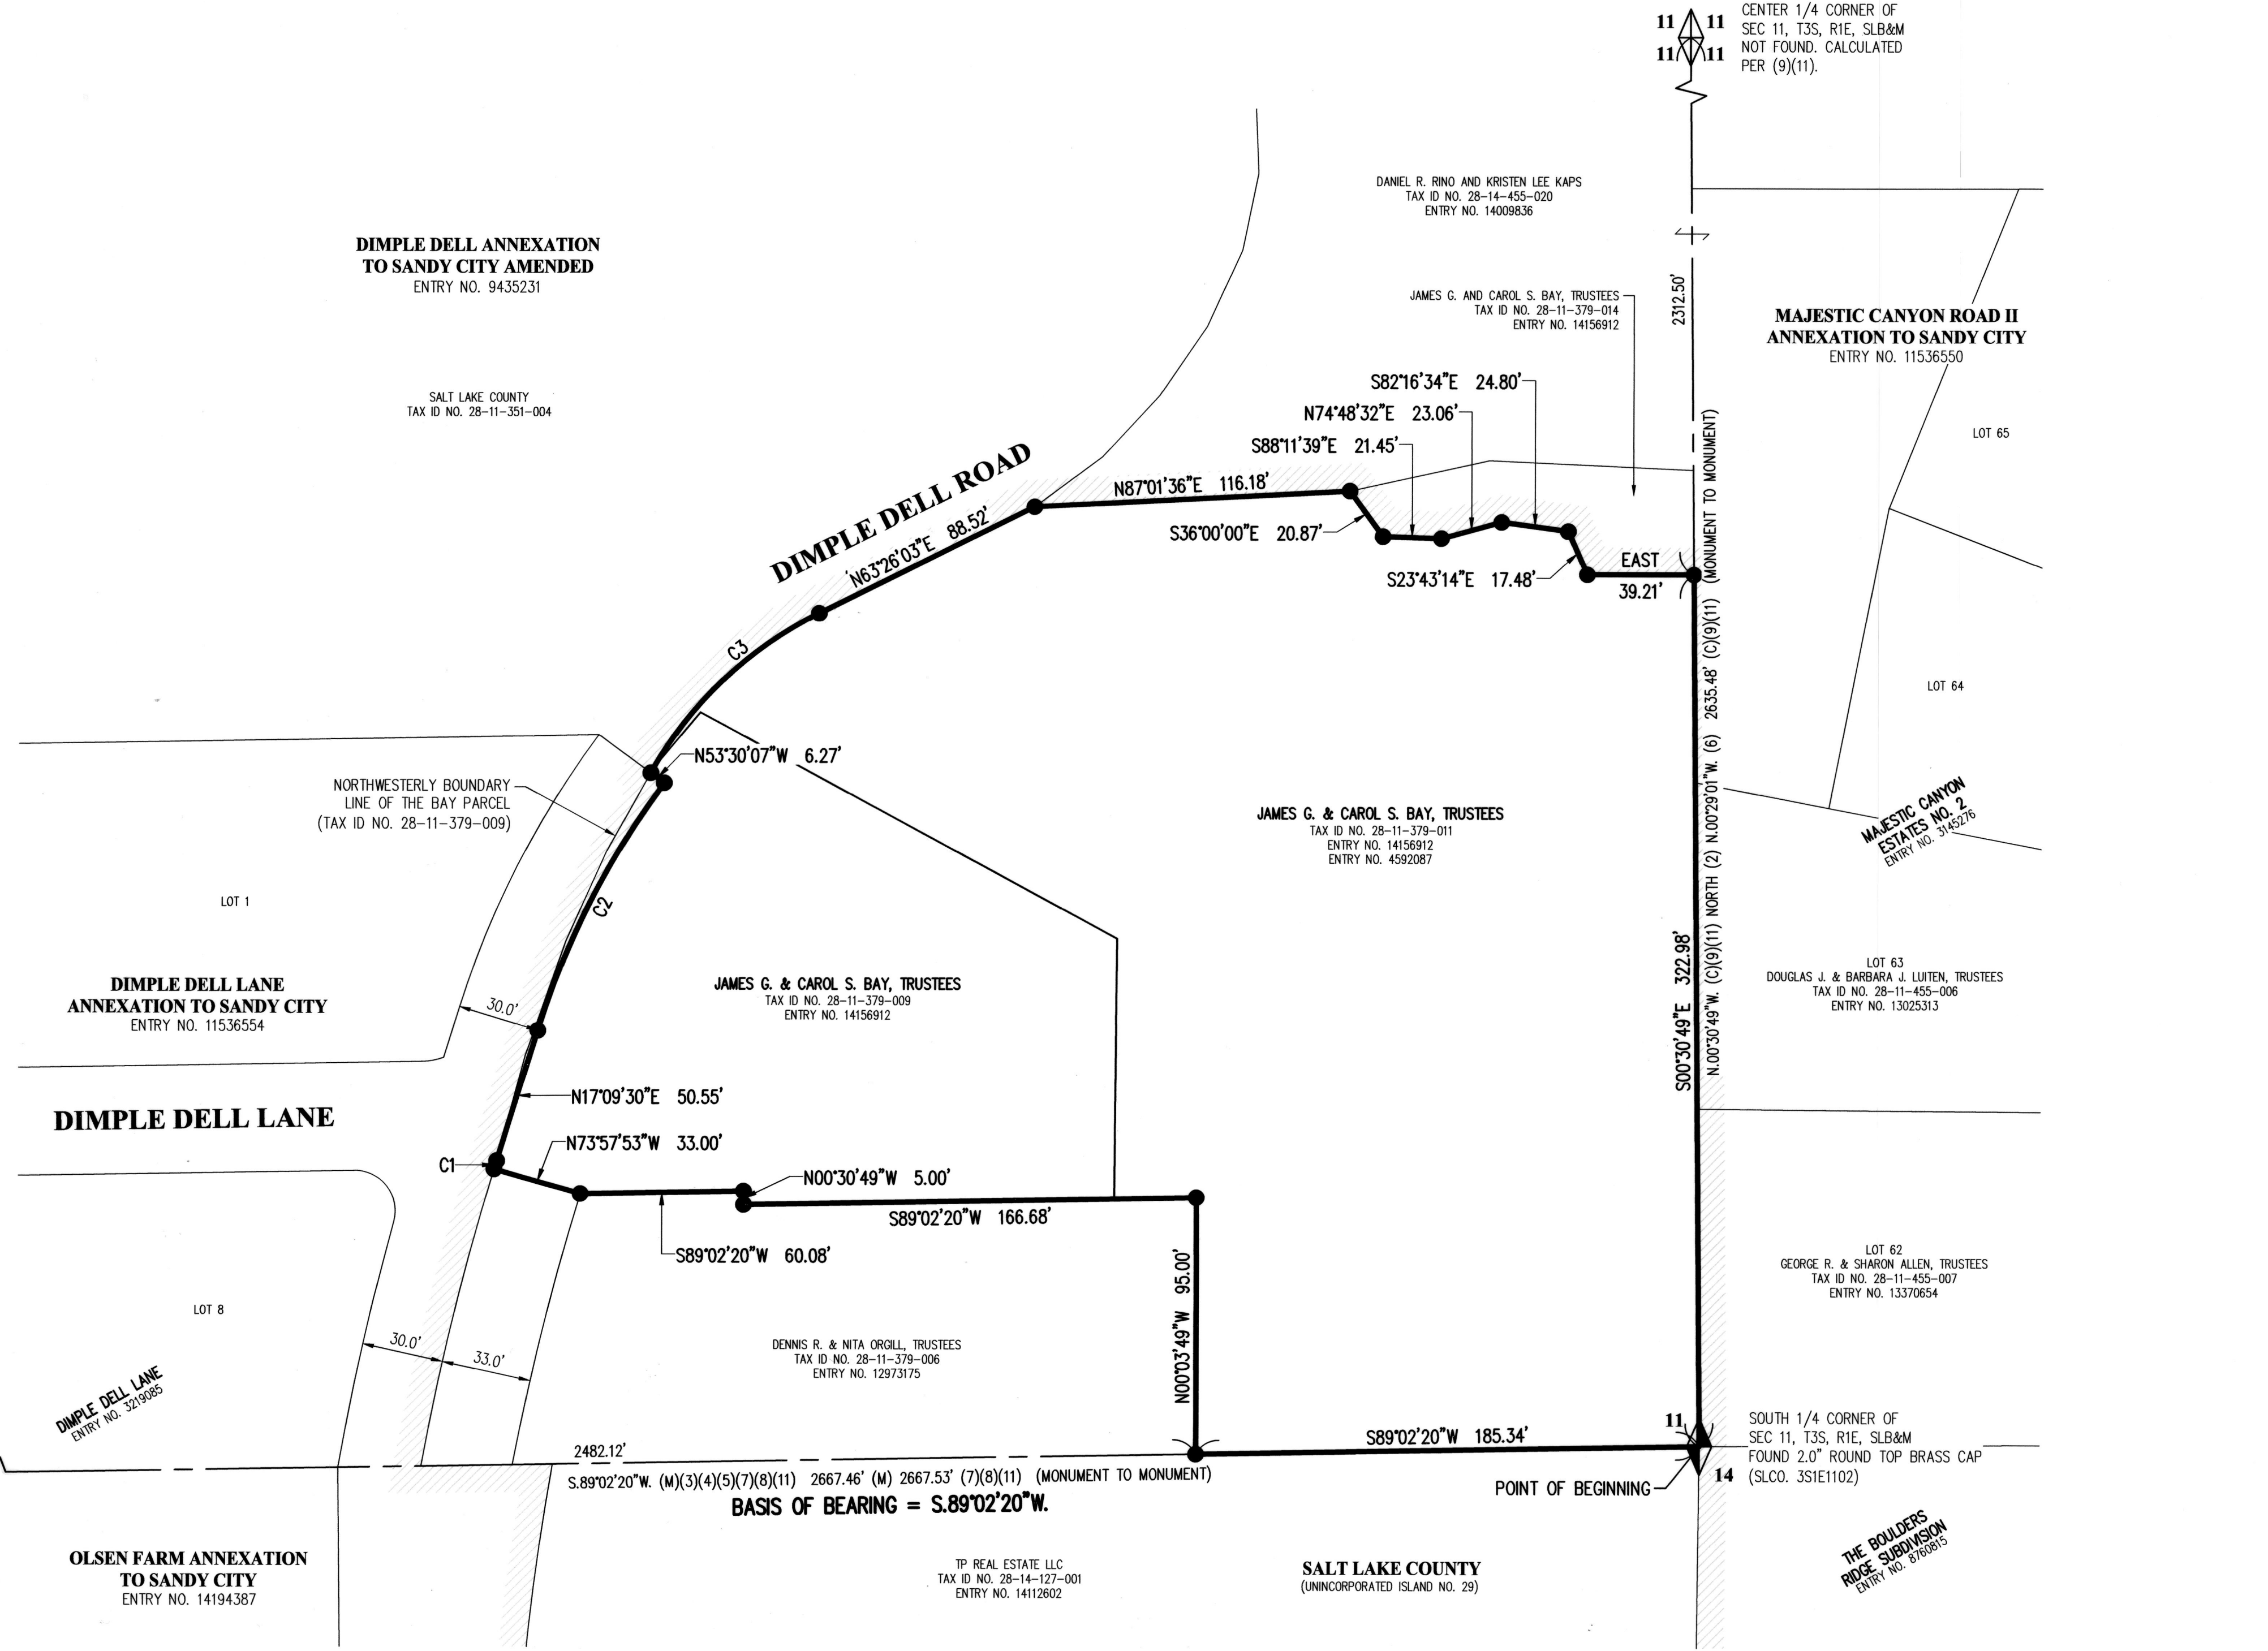 11 11
11 11
CENTER 1/4 CORNER OF
SEC 11, T3S, R1E, SLB&M
NOT FOUND. CALCULATED
PER (9)(11).
DANIEL R. RINO AND KRISTEN LEE KAPS
TAX ID NO. 28-14-455-020
ENTRY NO. 14009836
DIMPLE DELL ANNEXATION
TO SANDY CITY AMENDED
ENTRY NO. 9435231
JAMES G. AND CAROL S. BAY, TRUSTEES
TAX ID NO. 28-11-379-014
ENTRY NO. 14156912
2312.50'
MAJESTIC CANYON ROAD II
ANNEXATION TO SANDY CITY
ENTRY NO. 11536550
SALT LAKE COUNTY
TAX ID NO. 28-11-351-004
S82°16'34"E 24.80'
N74°48'32"E 23.06'
S88°11'39"E 21.45'
LOT 65
DIMPLE DELL ROAD
N87°01'36"E 116.18'
N63°26'03"E 88.52'
S36°00'00"E 20.87'
S23°43'14"E 17.48'
EAST
39.21'
N.00°30'49"W. (C)(9)(11) NORTH (2) N.00°29'01"W. (6) 2635.48' (C)(9)(11) (MONUMENT TO MONUMENT)
C3
LOT 64
N53°30'07"W 6.27'
NORTHWESTERLY BOUNDARY
LINE OF THE BAY PARCEL
(TAX ID NO. 28-11-379-009)
JAMES G. & CAROL S. BAY, TRUSTEES
TAX ID NO. 28-11-379-011
ENTRY NO. 14156912
ENTRY NO. 4592087
MAJESTIC CANYON
ESTATES NO. 2
ENTRY NO. 3145276
C2
LOT 1
DIMPLE DELL LANE
ANNEXATION TO SANDY CITY
ENTRY NO. 11536554
30.0'
JAMES G. & CAROL S. BAY, TRUSTEES
TAX ID NO. 28-11-379-009
ENTRY NO. 14156912
S00°30'49"E 322.98'
LOT 63
DOUGLAS J. & BARBARA J. LUITEN, TRUSTEES
TAX ID NO. 28-11-455-006
ENTRY NO. 13025313
DIMPLE DELL LANE
N17°09'30"E 50.55'
N73°57'53"W 33.00'
C1
N00°30'49"W 5.00'
S89°02'20"W 166.68'
S89°02'20"W 60.08'
N00°03'49"W 95.00'
LOT 62
GEORGE R. & SHARON ALLEN, TRUSTEES
TAX ID NO. 28-11-455-007
ENTRY NO. 13370654
LOT 8
30.0'
33.0'
DENNIS R. & NITA ORGILL, TRUSTEES
TAX ID NO. 28-11-379-006
ENTRY NO. 12973175
DIMPLE DELL LANE
ENTRY NO. 3219085
2482.12'
S89°02'20"W 185.34'
11
14
SOUTH 1/4 CORNER OF
SEC 11, T3S, R1E, SLB&M
FOUND 2.0" ROUND TOP BRASS CAP
(SLCO. 3S1E1102)
S.89°02'20"W. (M)(3)(4)(5)(7)(8)(11) 2667.46' (M) 2667.53' (7)(8)(11) (MONUMENT TO MONUMENT)
POINT OF BEGINNING
BASIS OF BEARING = S.89°02'20"W.
OLSEN FARM ANNEXATION
TO SANDY CITY
ENTRY NO. 14194387
TP REAL ESTATE LLC
TAX ID NO. 28-14-127-001
ENTRY NO. 14112602
SALT LAKE COUNTY
(UNINCORPORATED ISLAND NO. 29)
THE BOULDERS
RIDGE SUBDIVISION
ENTRY NO. 8760815